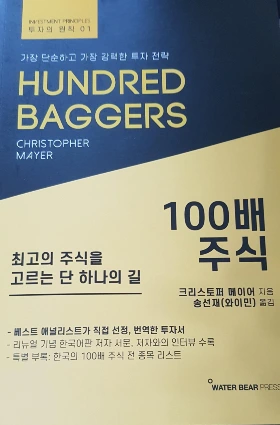 INVESTMENT PRINCIPLES
투자의 원칙 01
가장 단순하고 가장 강력한 투자 전략
HUNDRED
BAGGERS
CHRISTOPHER
MAYER
100배
주식
최고의 주식을
고르는 단 하나의 길
크리스토퍼 메이어 지음
송선재(와이민) 옮김
- 베스트 애널리스트가 직접 선정, 번역한 투자서
- 리뉴얼 기념 한국어판 저자 서문, 저자와의 인터뷰 수록
- 특별 부록: 한국의 100배 주식 전 종목 리스트
WATER BEAR PRESS